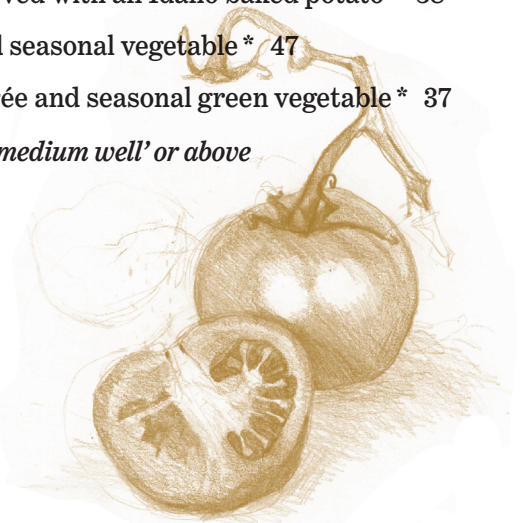 ved with an Idaho baked potato
seasonal vegetable * 47
ée and seasonal green vegetable * 37
medium well’ or above